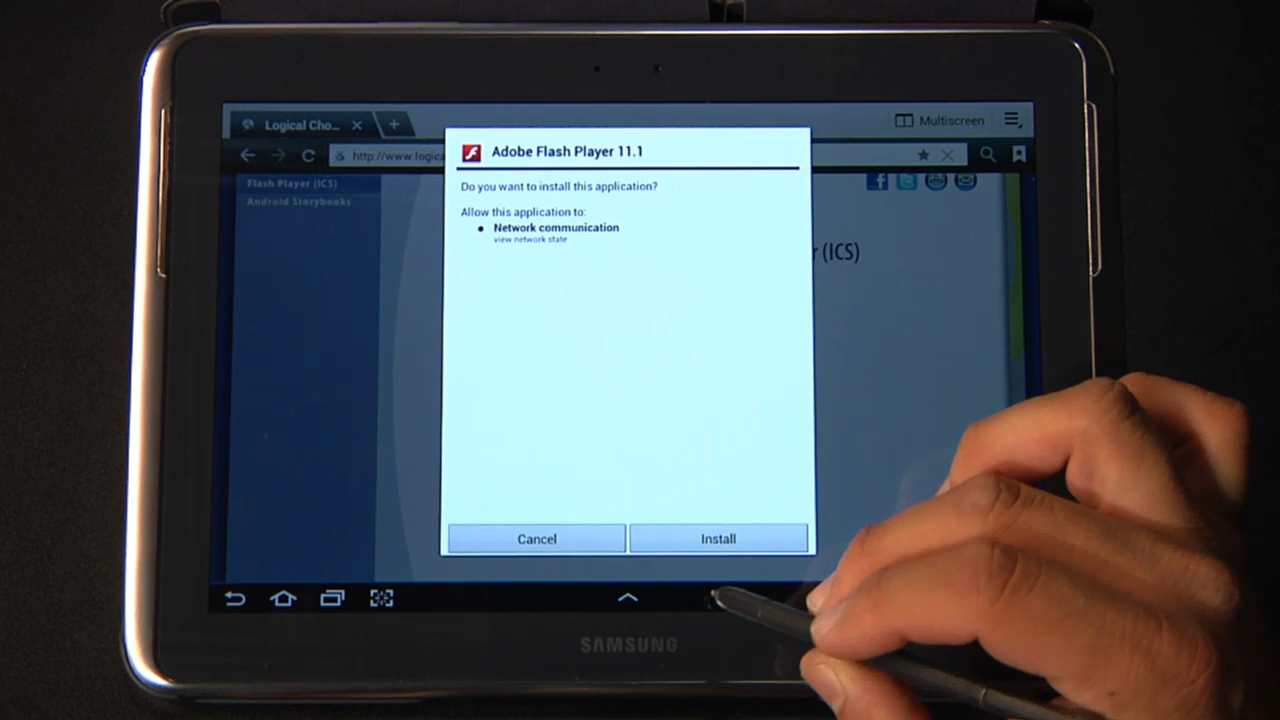 Logical Cho...
Multiscreen
http://www.logica
Adobe Flash Player 11.1
Flash Player (ICS)
Android Storybooks
Do you want to install this application?
Allow this application to:
Network communication
view network state
(ICS)
Cancel
Install
SAMSUNG